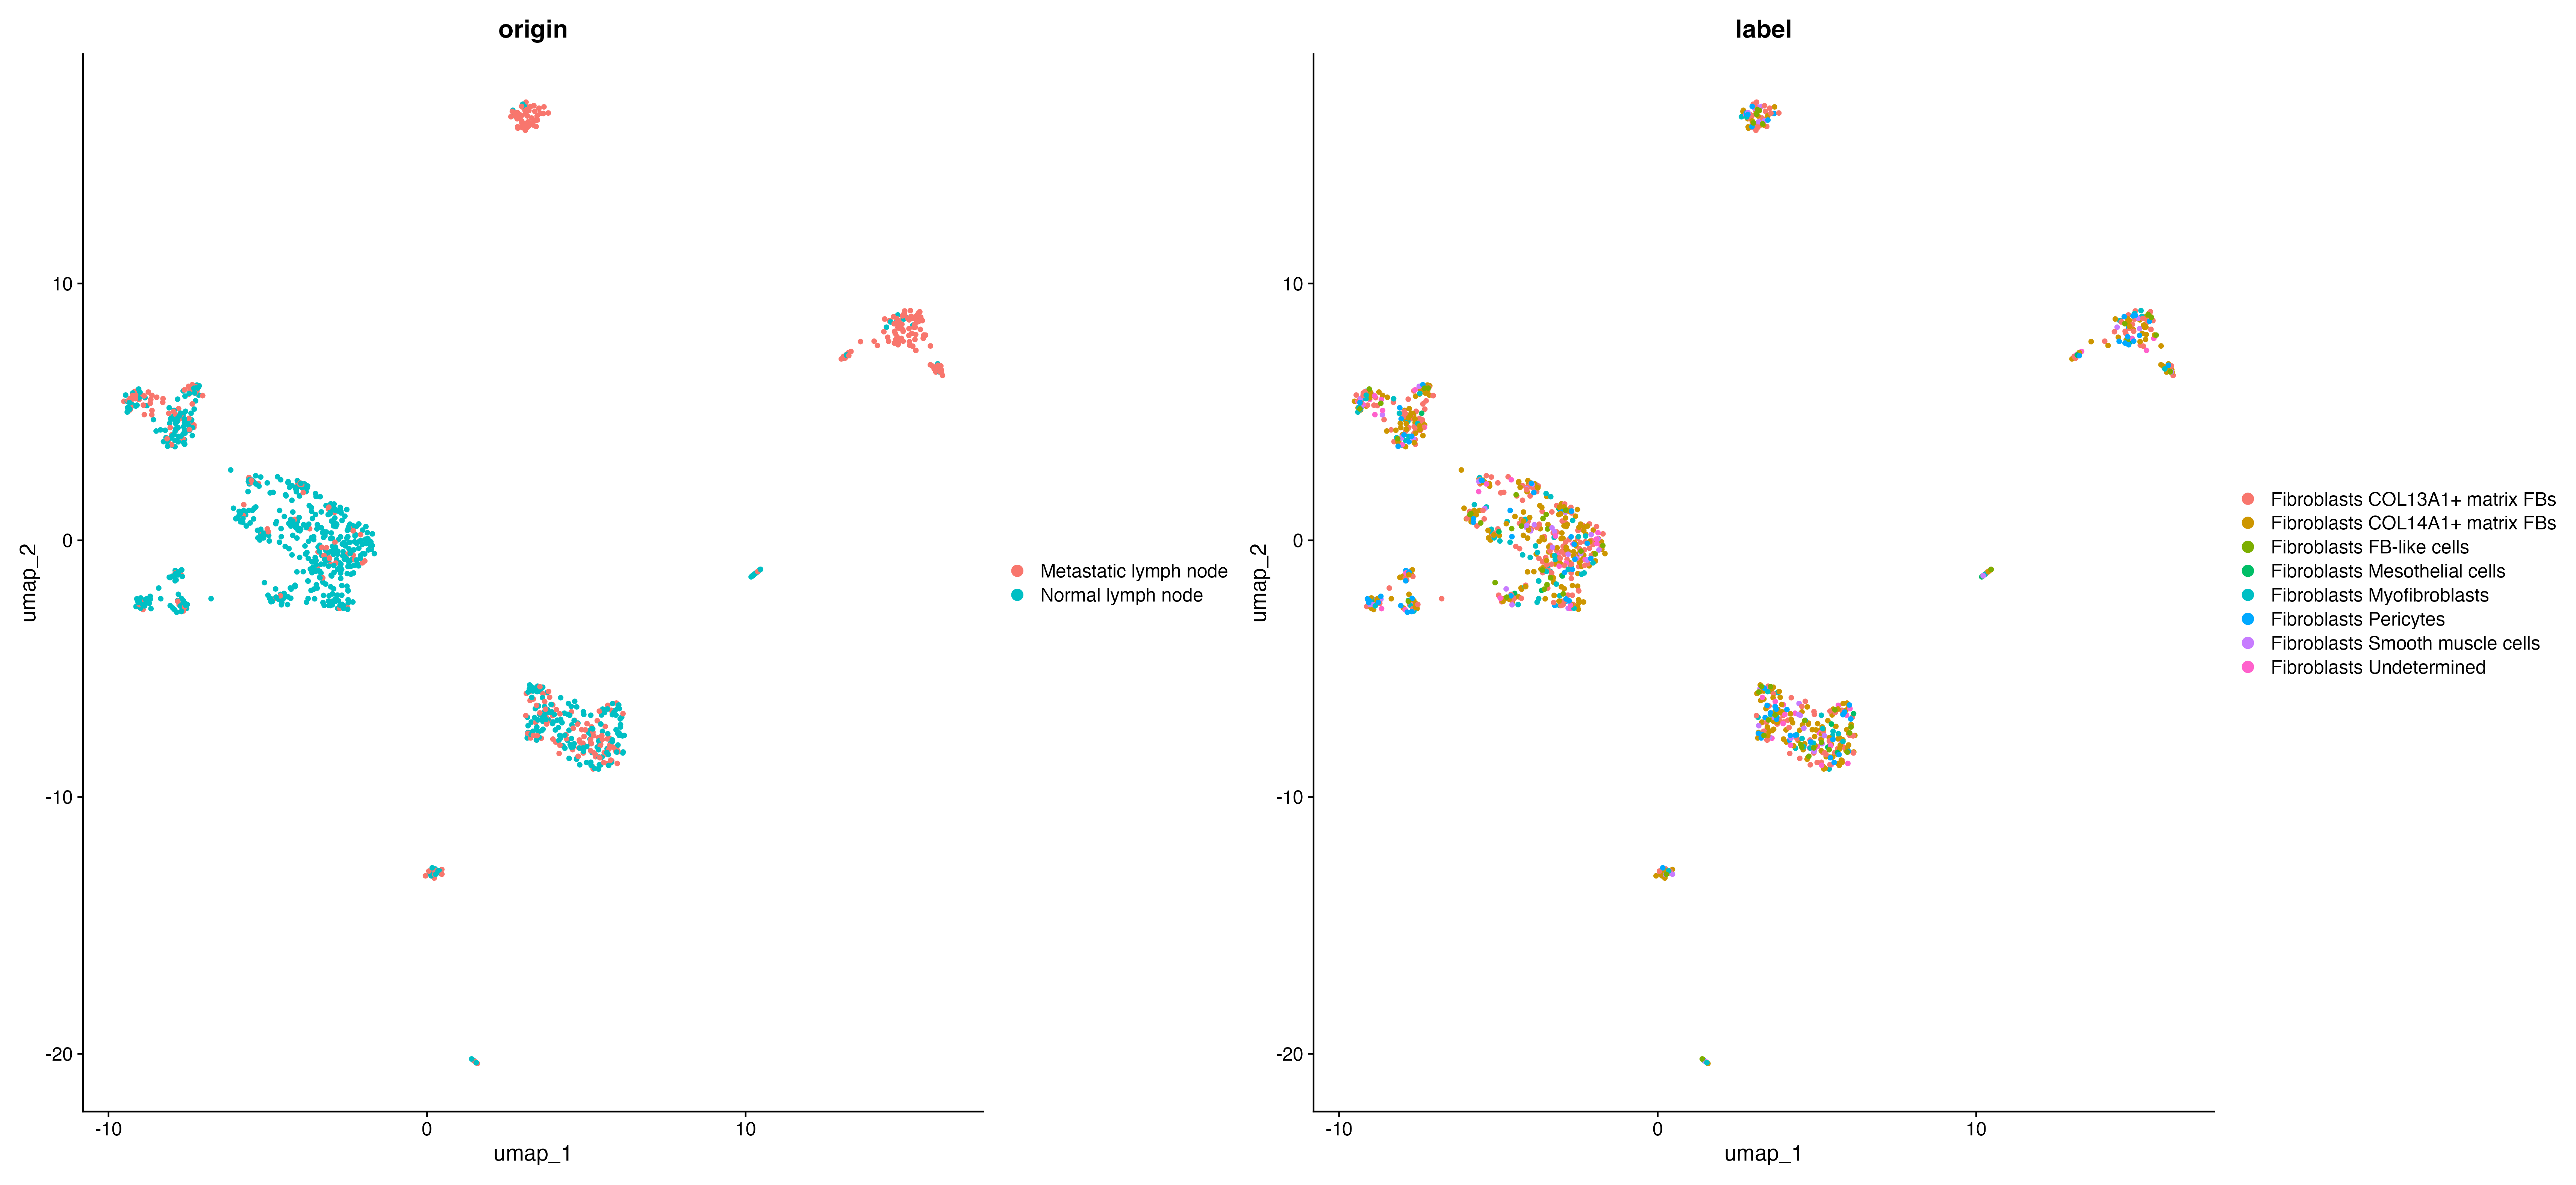 origin
10
0
-10
-20
-10
0
10
umap_1
umap_2
Metastatic lymph node
Normal lymph node
label
10
0
-10
-20
-10
0
10
umap_1
umap_2
Fibroblasts COL13A1+ matrix FBs
Fibroblasts COL14A1+ matrix FBs
Fibroblasts FB-like cells
Fibroblasts Mesothelial cells
Fibroblasts Myofibroblasts
Fibroblasts Pericytes
Fibroblasts Smooth muscle cells
Fibroblasts Undetermined